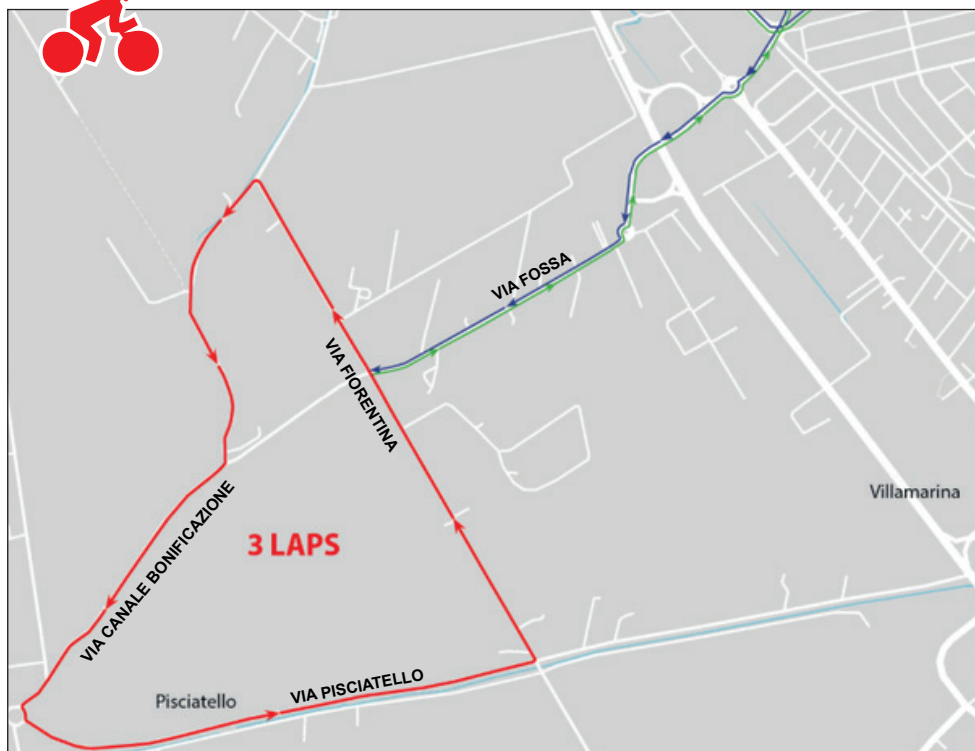 VIA FOSSA
VIA FIORENTINA
Villamarina
VIA CANALE BONIFICAZIONE
3 LAPS
VIA PISCIATELLO
Pisciatello